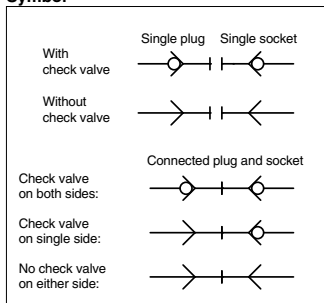 Symbol
Single plug Single socket
With
check valve
Without
check valve
Connected plug and socket
Check valve
on both sides:
Check valve
on single side:
No check valve
on either side: